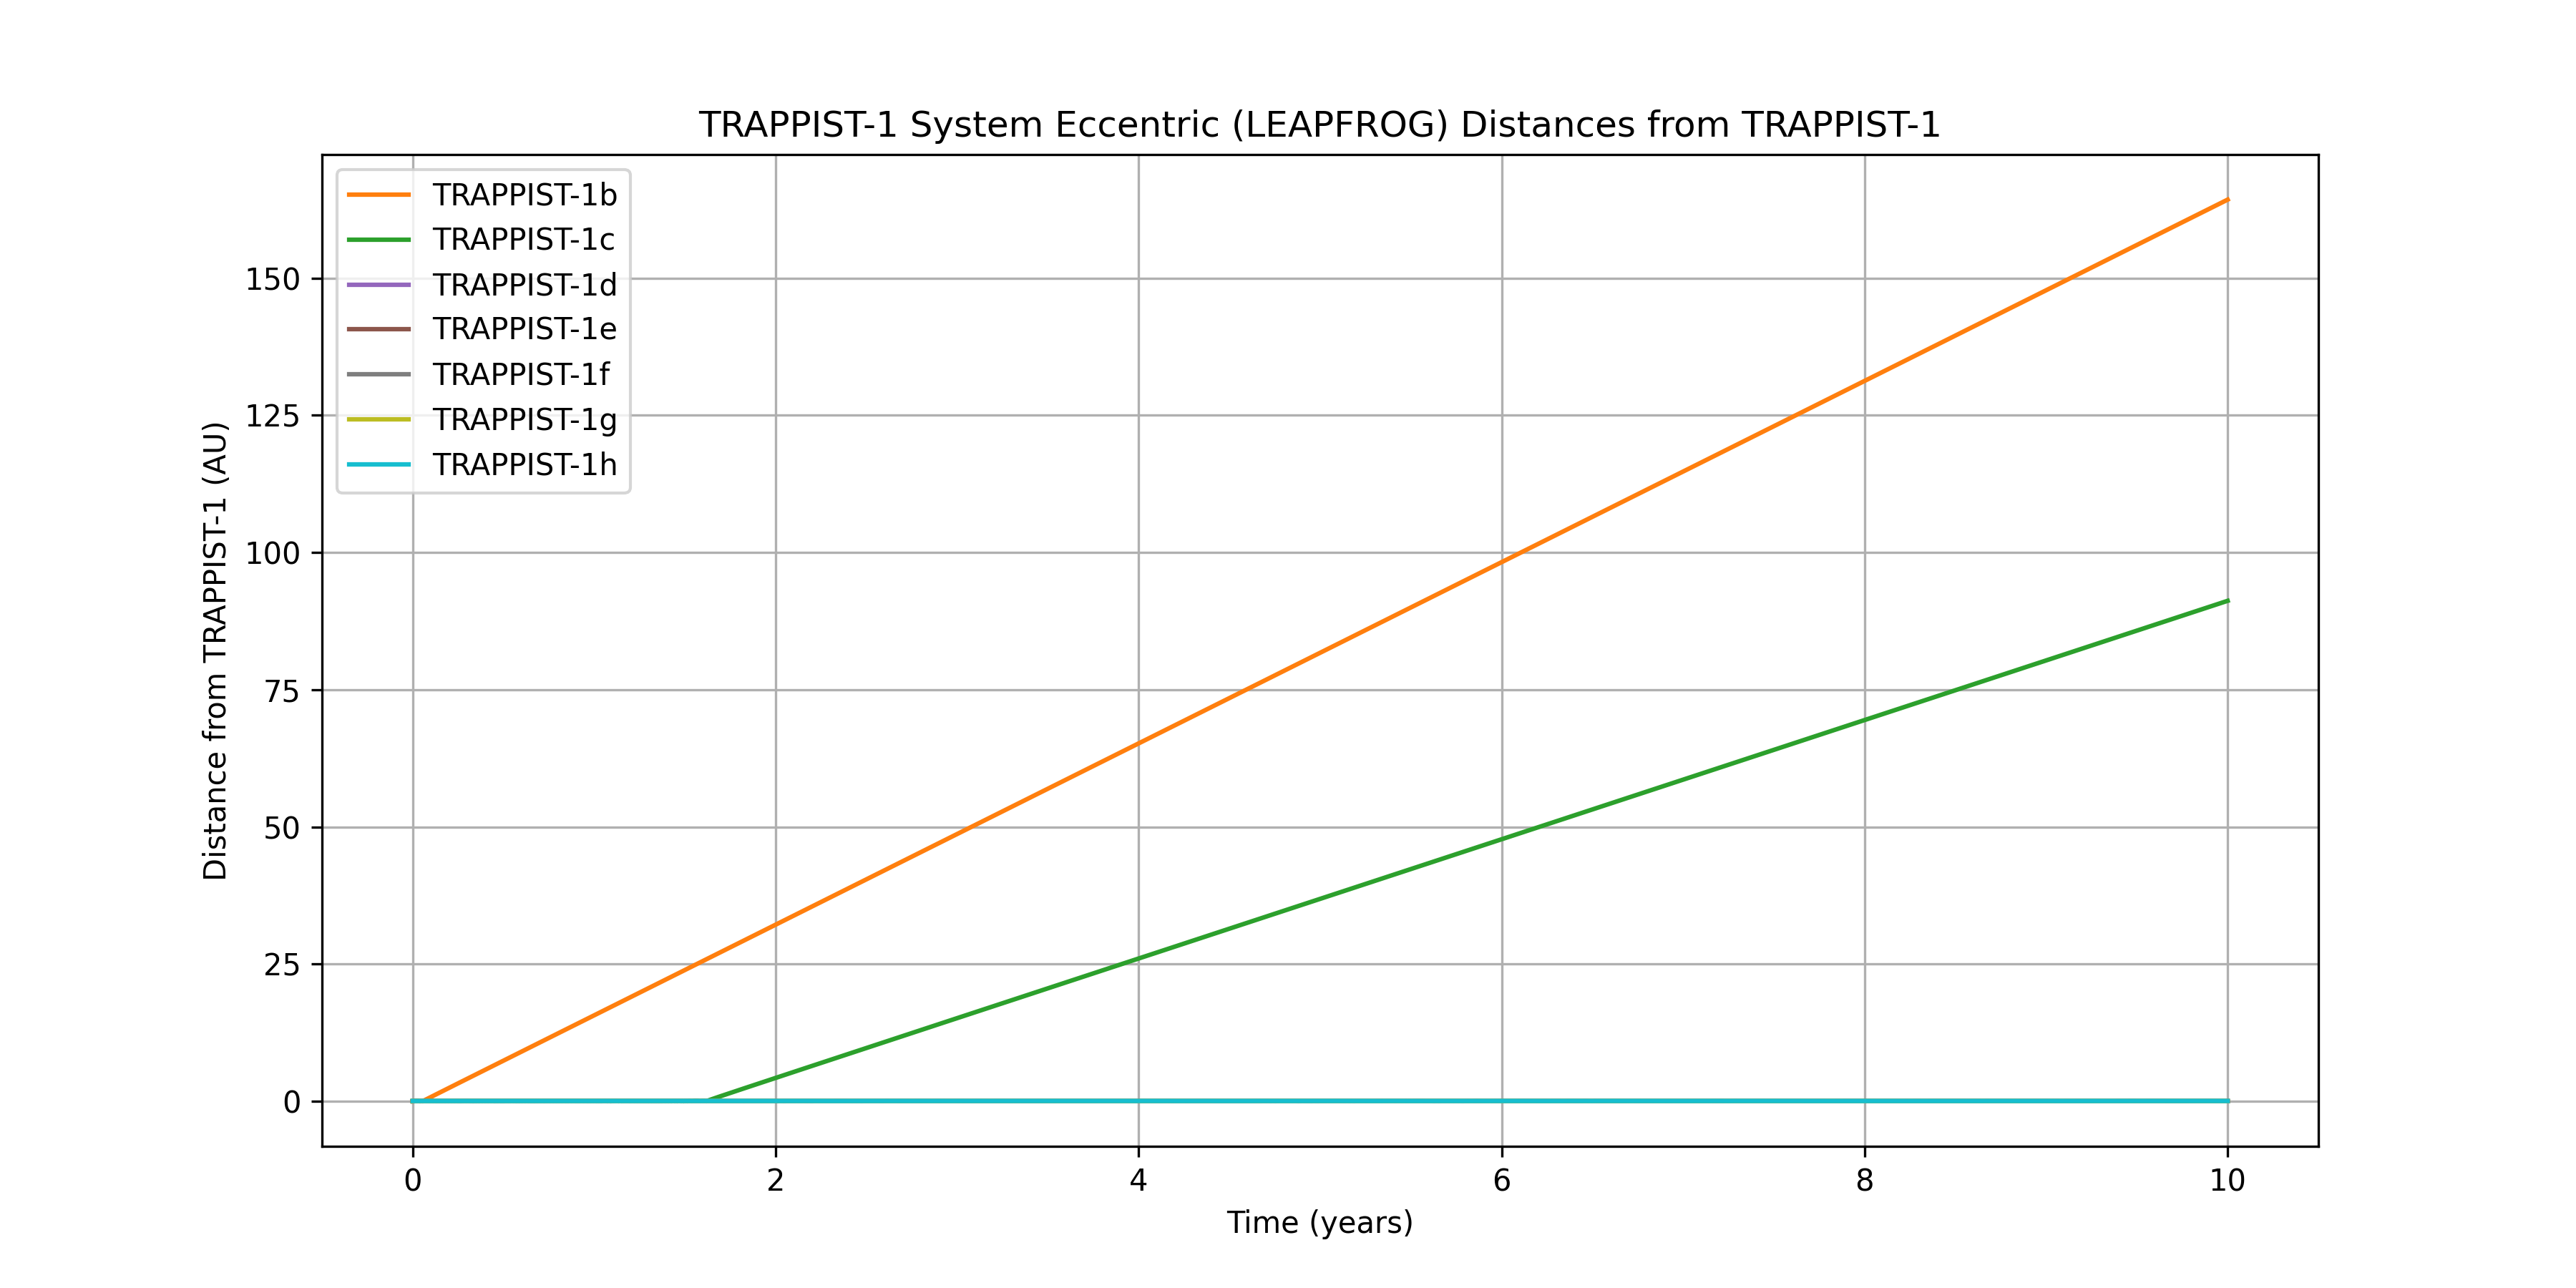 TRAPPIST-1 System Eccentric (LEAPFROG) Distances from TRAPPIST-1
TRAPPIST-1b
TRAPPIST-1c
TRAPPIST-1d
TRAPPIST-1e
TRAPPIST-1f
TRAPPIST-1g
TRAPPIST-1h
Distance from TRAPPIST-1 (AU)
150
125
100
75
50
25
0
0 2 4 6 8 10
Time (years)